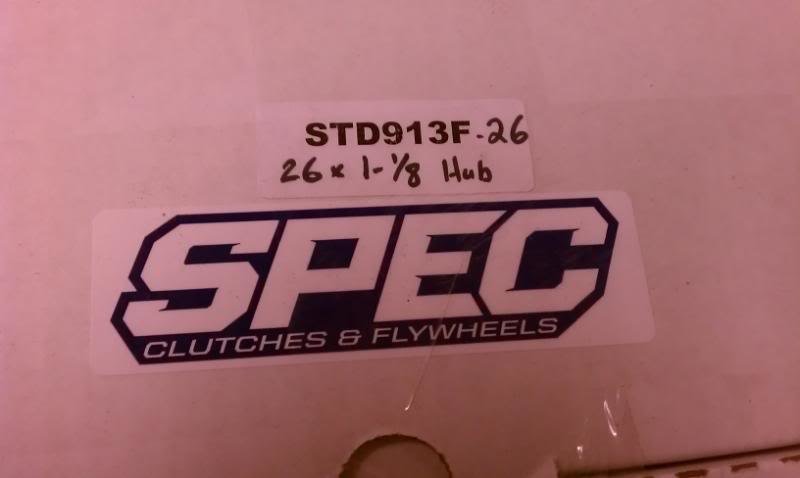 STD913F-26
26 x 1-1/8 Hub
SPEC
CLUTCHES & FLYWHEELS